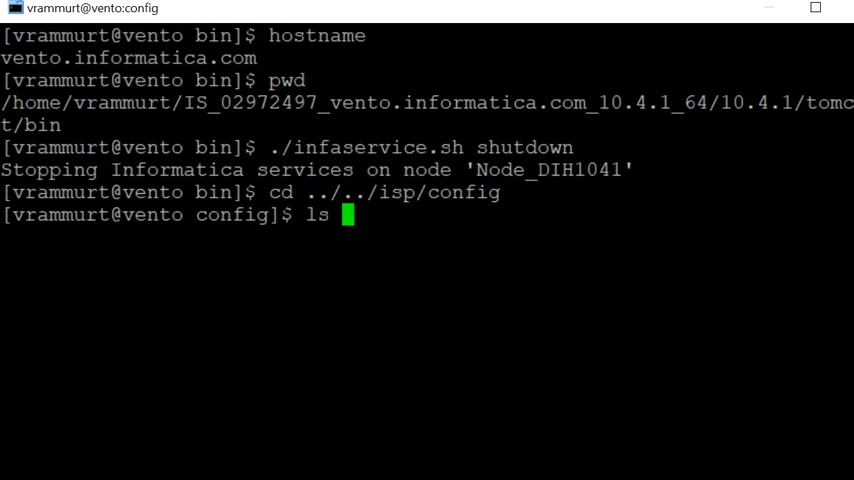 vrammurt@vento:config
[vrammurt@vento bin]$ hostname
vento.informatica.com
[vrammurt@vento bin]$ pwd
/home/vrammurt/IS_02972497_vento.informatica.com_10.4.1_64/10.4.1/tomc
t/bin
[vrammurt@vento bin]$ ./infaservice.sh shutdown
Stopping Informatica services on node 'Node_DIH1041'
[vrammurt@vento bin]$ cd ../../isp/config
[vrammurt@vento config]$ ls